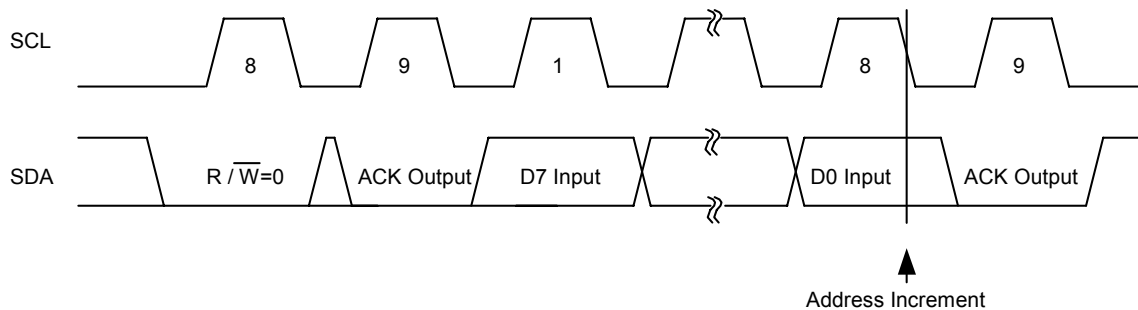 SCL
8 9 1 8 9
SDA
R / W=0 ACK Output D7 Input D0 Input ACK Output
Address Increment